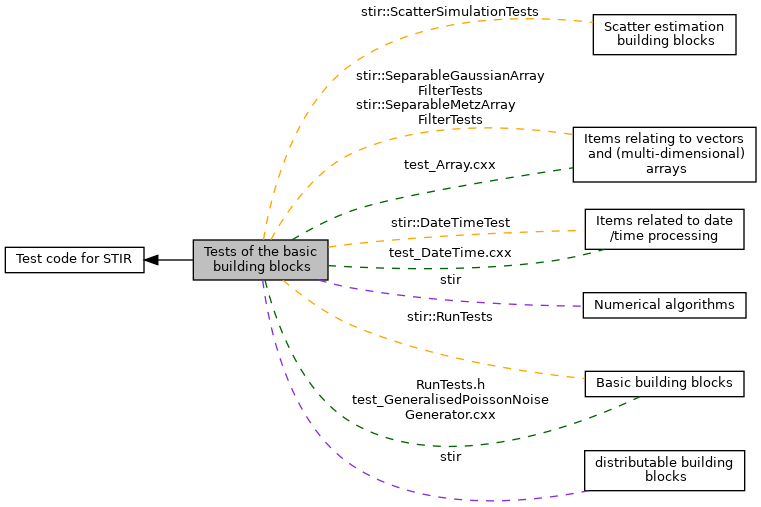 stir::ScatterSimulationTests
Scatter estimation
building blocks
stir::SeparableGaussianArray
FilterTests
stir::SeparableMetzArray
FilterTests
Items relating to vectors
and (multi-dimensional)
arrays
test_Array.cxx
stir::DateTimeTest
Items related to date
/time processing
test_DateTime.cxx
Test code for STIR
Tests of the basic
building blocks
stir
Numerical algorithms
stir::RunTests
Basic building blocks
RunTests.h
test_GeneralisedPoissonNoise
Generator.cxx
stir
distributable building
blocks